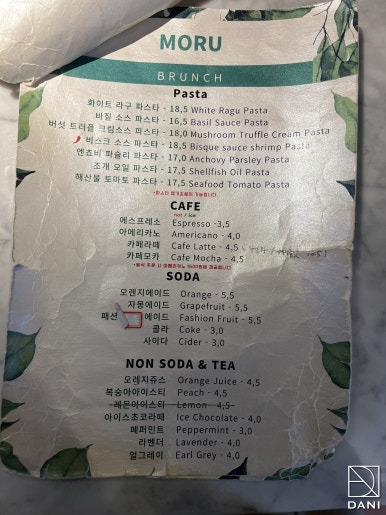 MORU
BRUNCH
Pasta
화이트 라구 파스타 - 18,5 White Ragu Pasta
바질 소스 파스타 - 16,5 Basil Sauce Pasta
버섯 트러플 크림소스 파스타 - 18,0 Mushroom Truffle Cream Pasta
비스크 소스 파스타 - 18,5 Bisque sauce shrimp Pasta
엔쵸비 파슬리 파스타 - 17,0 Anchovy Parsley Pasta
조개 오일 파스타 - 17,5 Shellfish Oil Pasta
해산물 토마토 파스타 - 17,5 Seafood Tomato Pasta
CAFE
hot / ice
에스프레소 Espresso -3,5
아메리카노 Americano - 4,0
카페라떼 Cafe Latte - 4,5
카페모카 Cafe Mocha - 4,5
SODA
오렌지에이드 Orange - 5,5
자몽에이드 Grapefruit - 5,5
패션 에이드 Fashion Fruit - 5,5
콜라 Coke - 3,0
사이다 Cider - 3,0
NON SODA & TEA
오렌지쥬스 Orange Juice - 4,5
복숭아아이스티 Peach - 4,5
레몬아이스티 Lemon - 4,5
아이스초코라떼 Ice Chocolate - 4,0
페퍼민트 Peppermint - 3,0
라벤더 Lavender - 4,0
얼그레이 Earl Grey - 4,0
DANI